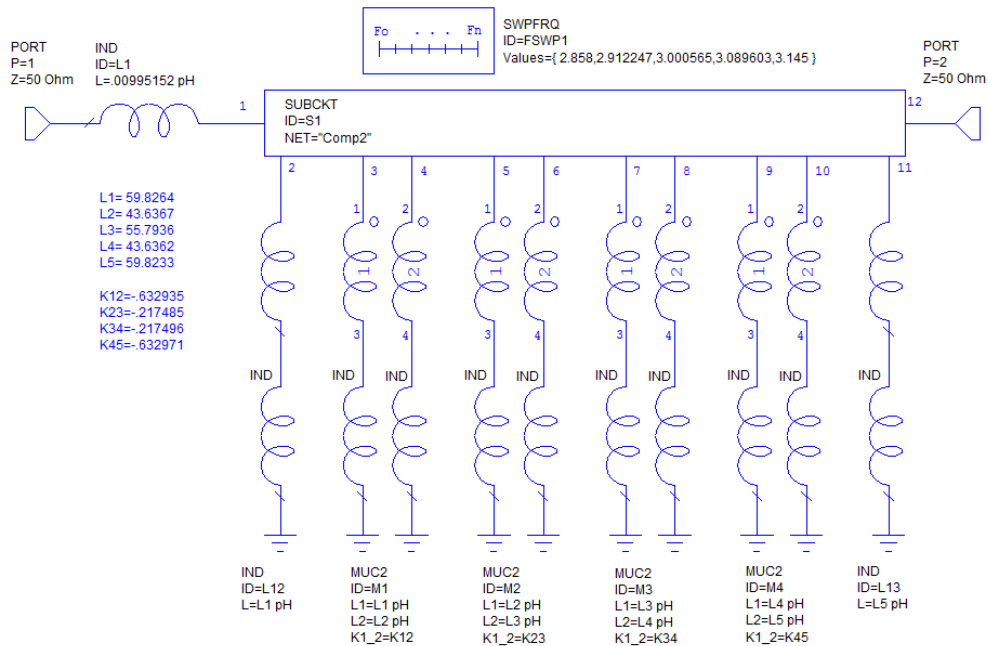 Fo . . . Fn
SWPFRQ
ID=FSWP1
Values={ 2.858,2.912247,3.000565,3.089603,3.145 }
PORT
P=1
Z=50 Ohm
IND
ID=L1
L=.00995152 pH
PORT
P=2
Z=50 Ohm
1
SUBCKT
ID=S1
NET="Comp2"
12
2
3
4
5
6
7
8
9
10
11
L1= 59.8264
L2= 43.6367
L3= 55.7936
L4= 43.6362
L5= 59.8233
K12=-.632935
K23=-.217485
K34=-.217496
K45=-.632971
1
2
1
2
1
2
1
2
1
2
1
2
1
2
1
2
3
4
3
4
3
4
3
4
IND
IND
IND
IND
IND
IND
IND
IND
IND
IND
IND
ID=L12
L=L1 pH
MUC2
ID=M1
L1=L1 pH
L2=L2 pH
K1_2=K12
MUC2
ID=M2
L1=L2 pH
L2=L3 pH
K1_2=K23
MUC2
ID=M3
L1=L3 pH
L2=L4 pH
K1_2=K34
MUC2
ID=M4
L1=L4 pH
L2=L5 pH
K1_2=K45
IND
ID=L13
L=L5 pH